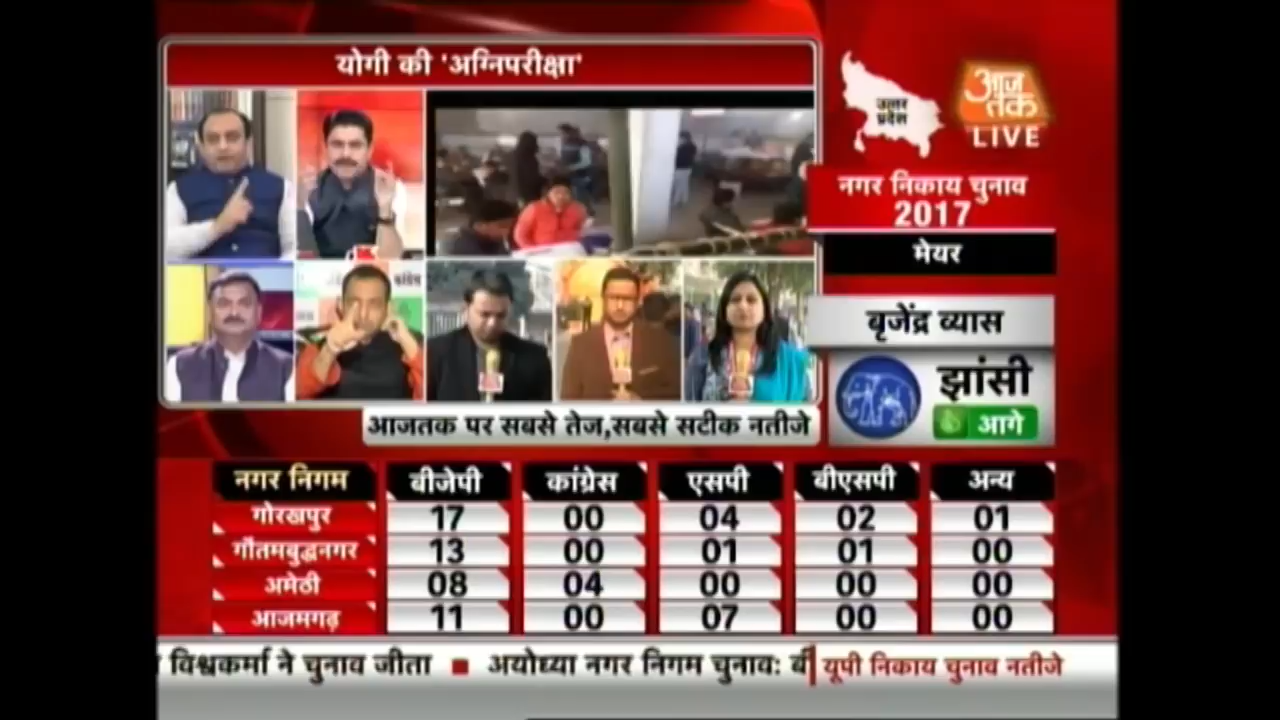 योगी की 'अग्निपरीक्षा'
उत्तर
प्रदेश
आज
तक
LIVE
नगर निकाय चुनाव
2017
मेयर
बृजेंद्र व्यास
झांसी
आगे
कांग्रेस
आजतक पर सबसे तेज,सबसे सटीक नतीजे
नगर निगम बीजेपी कांग्रेस एसपी बीएसपी अन्य
गोरखपुर 17 00 04 02 01
गौतमबुद्धनगर 13 00 01 01 00
अमेठी 08 04 00 00 00
आजमगढ़ 11 00 07 00 00
विश्वकर्मा ने चुनाव जीता ■ अयोध्या नगर निगम चुनाव: यूपी निकाय चुनाव नतीजे